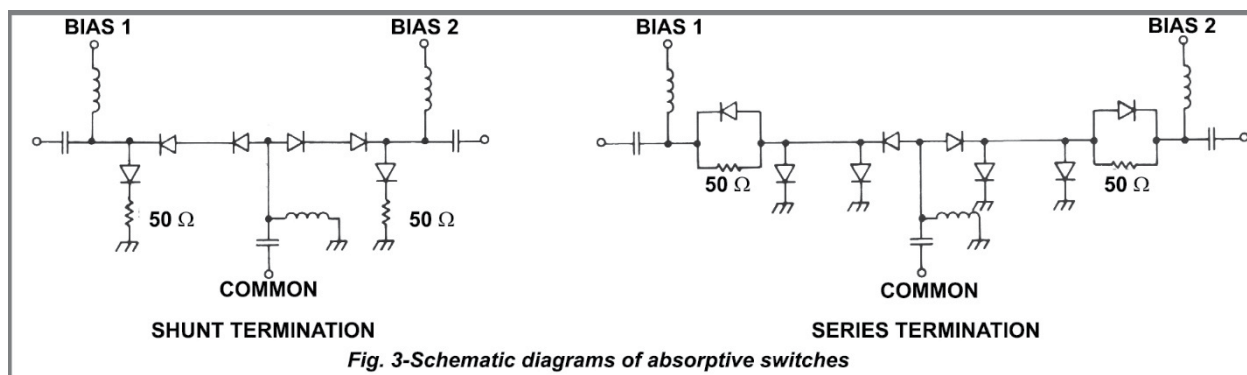 BIAS 1
BIAS 2
50 Ω
50 Ω
COMMON
SHUNT TERMINATION
BIAS 1
BIAS 2
50 Ω
50 Ω
COMMON
SERIES TERMINATION
Fig. 3-Schematic diagrams of absorptive switches